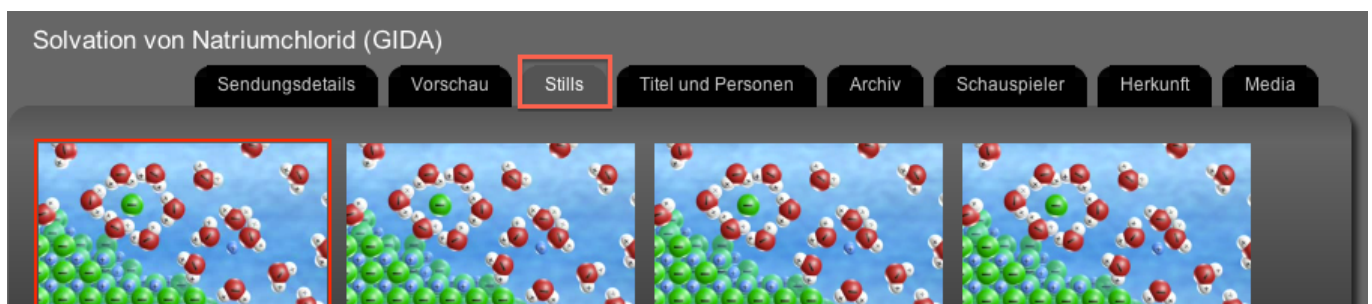 Solvation von Natriumchlorid (GIDA)
Sendungsdetails Vorschau Stills Titel und Personen Archiv Schauspieler Herkunft Media